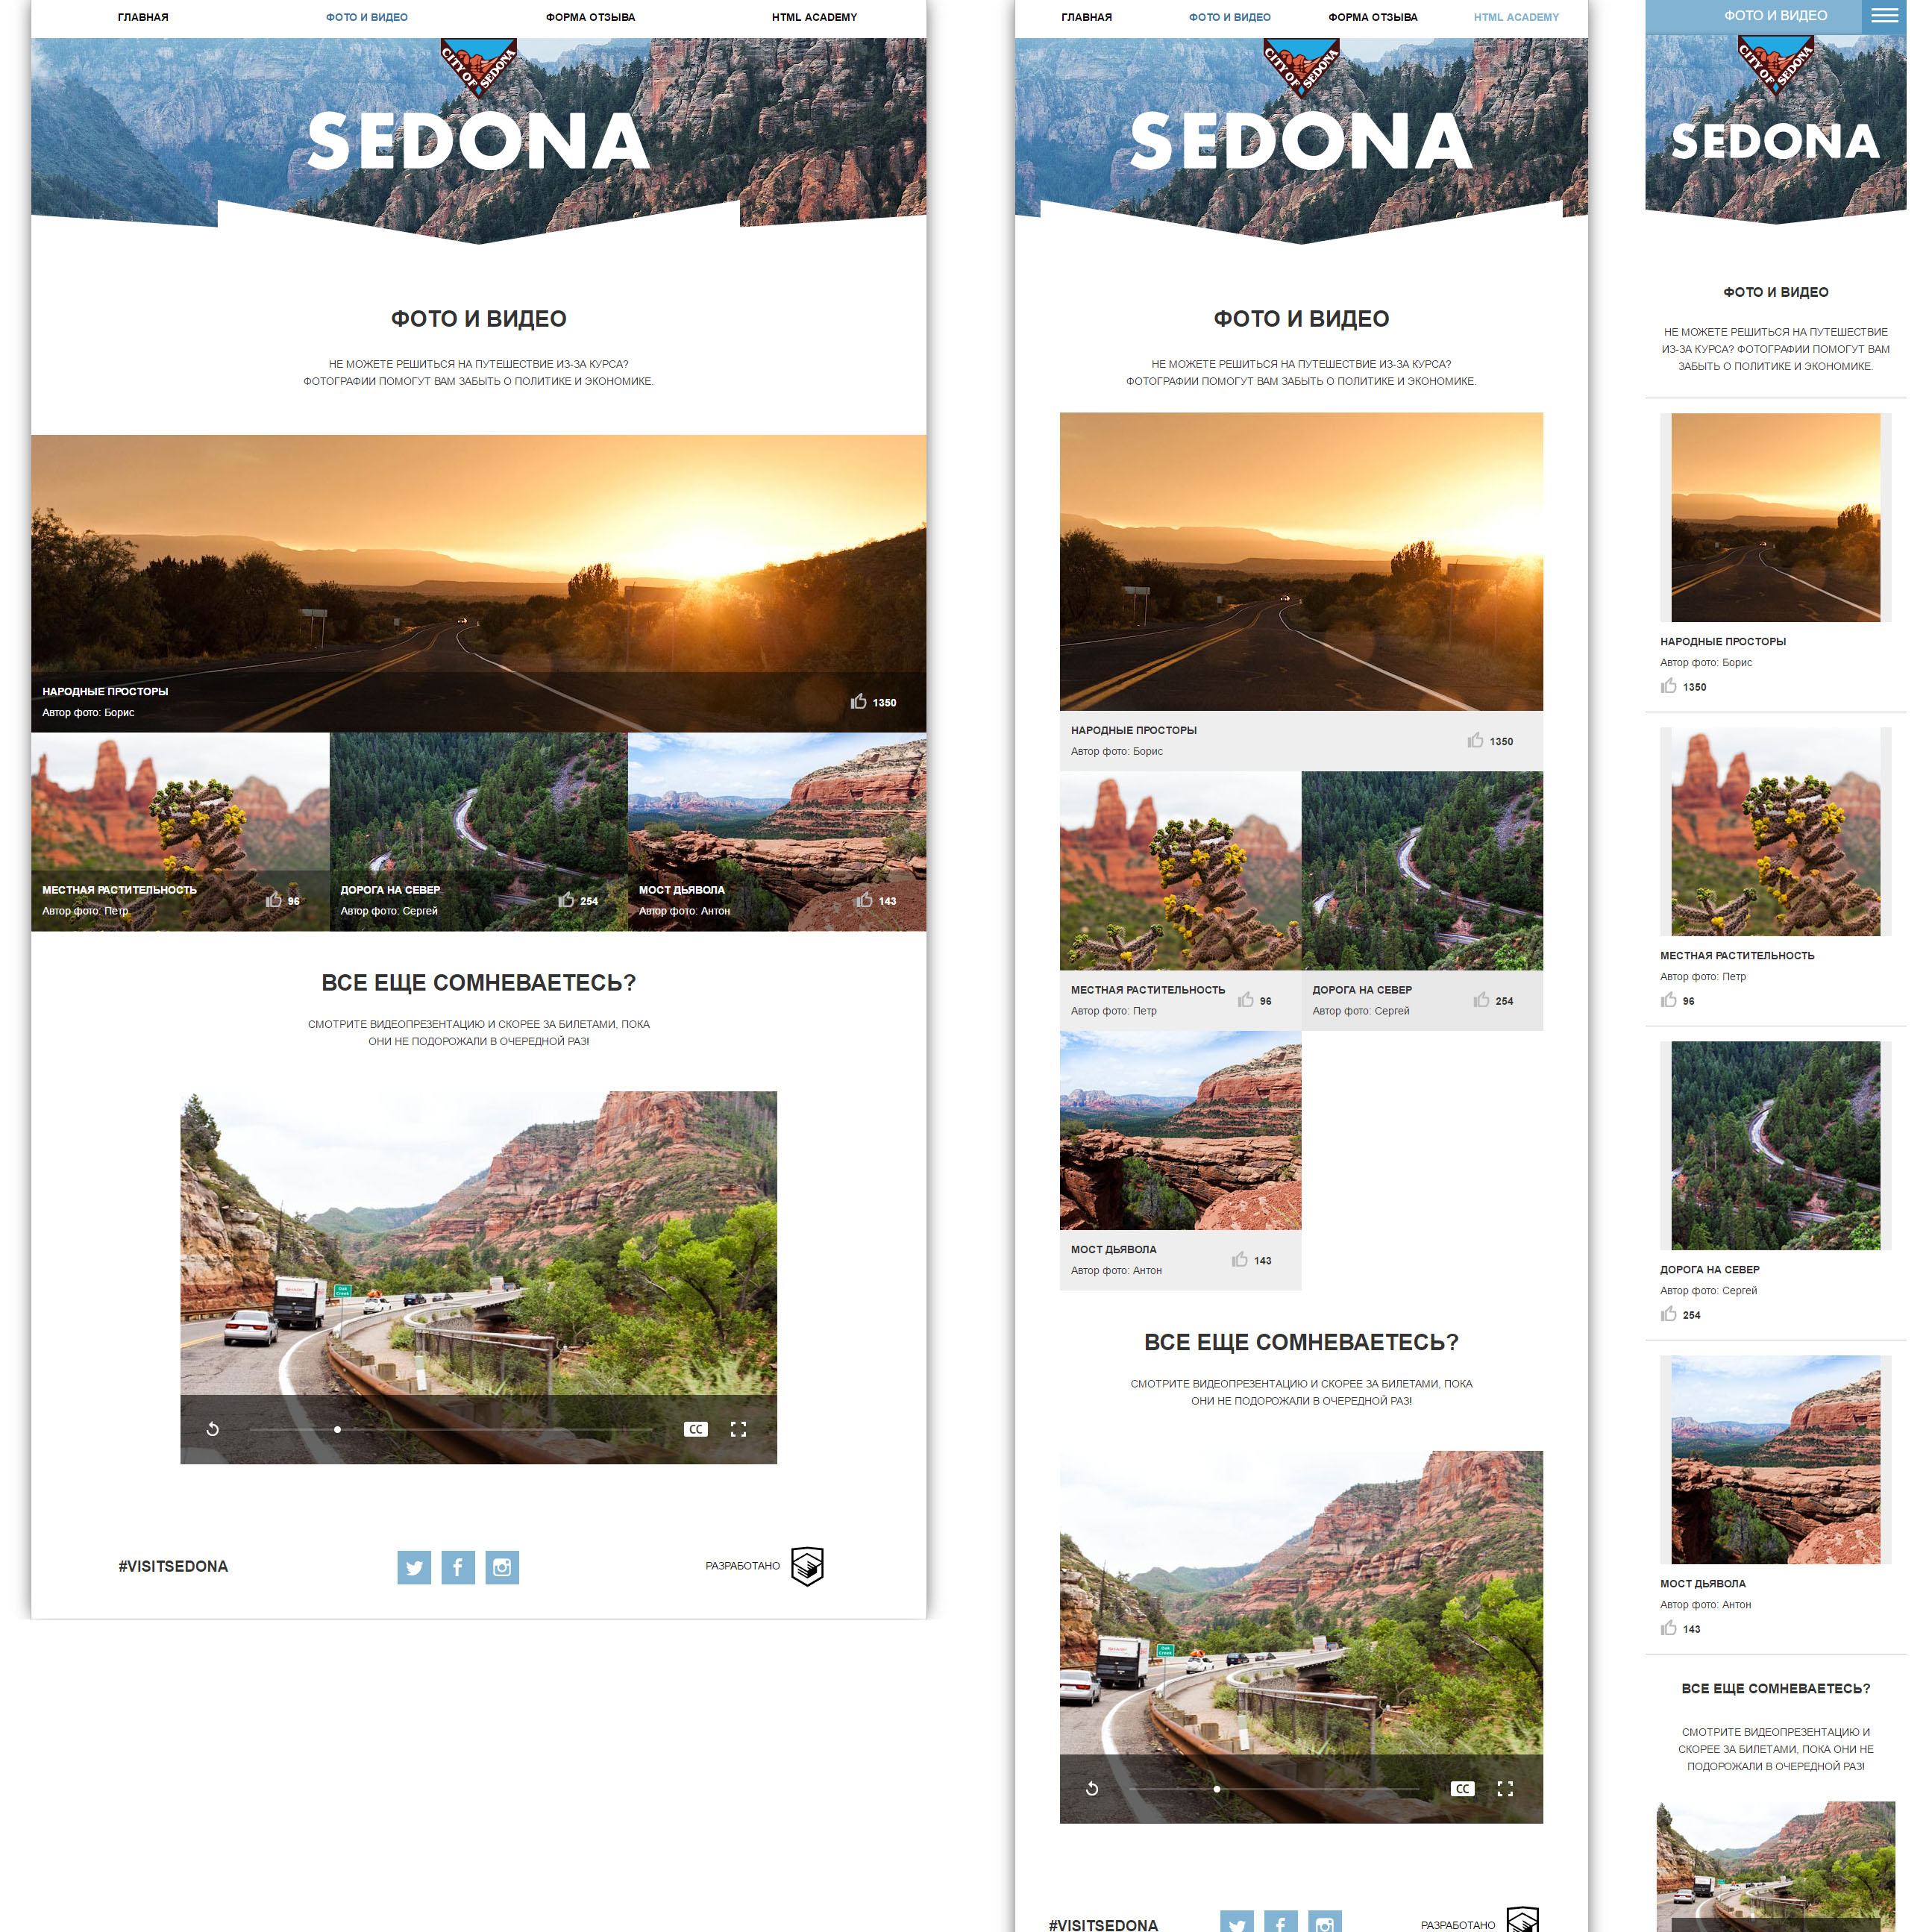 ГЛАВНАЯ
ФОТО И ВИДЕО
ФОРМА ОТЗЫВА
HTML ACADEMY
CITY OF SEDONA
SEDONA
ФОТО И ВИДЕО
НЕ МОЖЕТЕ РЕШИТЬСЯ НА ПУТЕШЕСТВИЕ ИЗ-ЗА КУРСА?
ФОТОГРАФИИ ПОМОГУТ ВАМ ЗАБЫТЬ О ПОЛИТИКЕ И ЭКОНОМИКЕ.
НАРОДНЫЕ ПРОСТОРЫ
Автор фото: Борис
1350
МЕСТНАЯ РАСТИТЕЛЬНОСТЬ
Автор фото: Петр
96
ДОРОГА НА СЕВЕР
Автор фото: Сергей
254
МОСТ ДЬЯВОЛА
Автор фото: Антон
143
ВСЕ ЕЩЕ СОМНЕВАЕТЕСЬ?
СМОТРИТЕ ВИДЕОПРЕЗЕНТАЦИЮ И СКОРЕЕ ЗА БИЛЕТАМИ, ПОКА
ОНИ НЕ ПОДОРОЖАЛИ В ОЧЕРЕДНОЙ РАЗ!
Oak
Creek
CC
#VISITSEDONA
РАЗРАБОТАНО
ГЛАВНАЯ
ФОТО И ВИДЕО
ФОРМА ОТЗЫВА
HTML ACADEMY
CITY OF SEDONA
SEDONA
ФОТО И ВИДЕО
НЕ МОЖЕТЕ РЕШИТЬСЯ НА ПУТЕШЕСТВИЕ ИЗ-ЗА КУРСА?
ФОТОГРАФИИ ПОМОГУТ ВАМ ЗАБЫТЬ О ПОЛИТИКЕ И ЭКОНОМИКЕ.
НАРОДНЫЕ ПРОСТОРЫ
Автор фото: Борис
1350
МЕСТНАЯ РАСТИТЕЛЬНОСТЬ
Автор фото: Петр
96
ДОРОГА НА СЕВЕР
Автор фото: Сергей
254
МОСТ ДЬЯВОЛА
Автор фото: Антон
143
ВСЕ ЕЩЕ СОМНЕВАЕТЕСЬ?
СМОТРИТЕ ВИДЕОПРЕЗЕНТАЦИЮ И СКОРЕЕ ЗА БИЛЕТАМИ, ПОКА
ОНИ НЕ ПОДОРОЖАЛИ В ОЧЕРЕДНОЙ РАЗ!
Oak
Creek
CC
#VISITSEDONA
РАЗРАБОТАНО
ФОТО И ВИДЕО
CITY OF SEDONA
SEDONA
ФОТО И ВИДЕО
НЕ МОЖЕТЕ РЕШИТЬСЯ НА ПУТЕШЕСТВИЕ
ИЗ-ЗА КУРСА? ФОТОГРАФИИ ПОМОГУТ ВАМ
ЗАБЫТЬ О ПОЛИТИКЕ И ЭКОНОМИКЕ.
НАРОДНЫЕ ПРОСТОРЫ
Автор фото: Борис
1350
МЕСТНАЯ РАСТИТЕЛЬНОСТЬ
Автор фото: Петр
96
ДОРОГА НА СЕВЕР
Автор фото: Сергей
254
МОСТ ДЬЯВОЛА
Автор фото: Антон
143
ВСЕ ЕЩЕ СОМНЕВАЕТЕСЬ?
СМОТРИТЕ ВИДЕОПРЕЗЕНТАЦИЮ И
СКОРЕЕ ЗА БИЛЕТАМИ, ПОКА ОНИ НЕ
ПОДОРОЖАЛИ В ОЧЕРЕДНОЙ РАЗ!